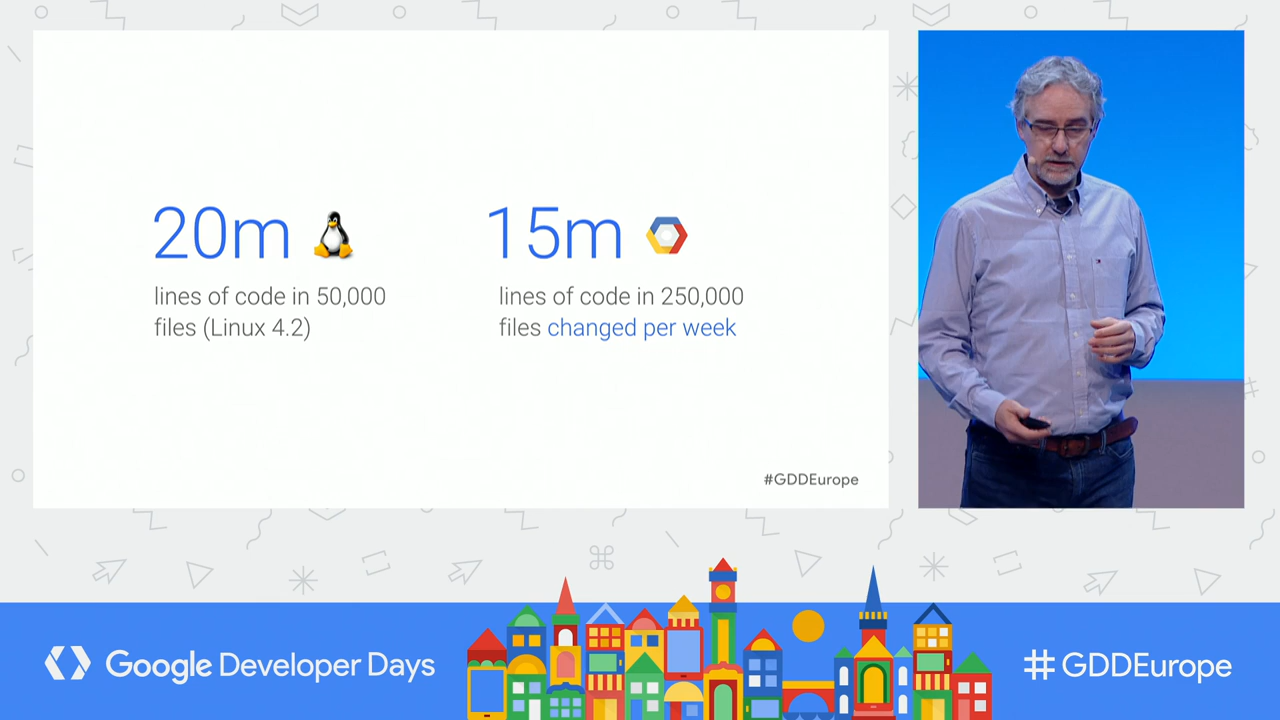 20m
lines of code in 50,000
files (Linux 4.2)
15m
lines of code in 250,000
files changed per week
#GDDEurope
Google Developer Days
#GDDEurope